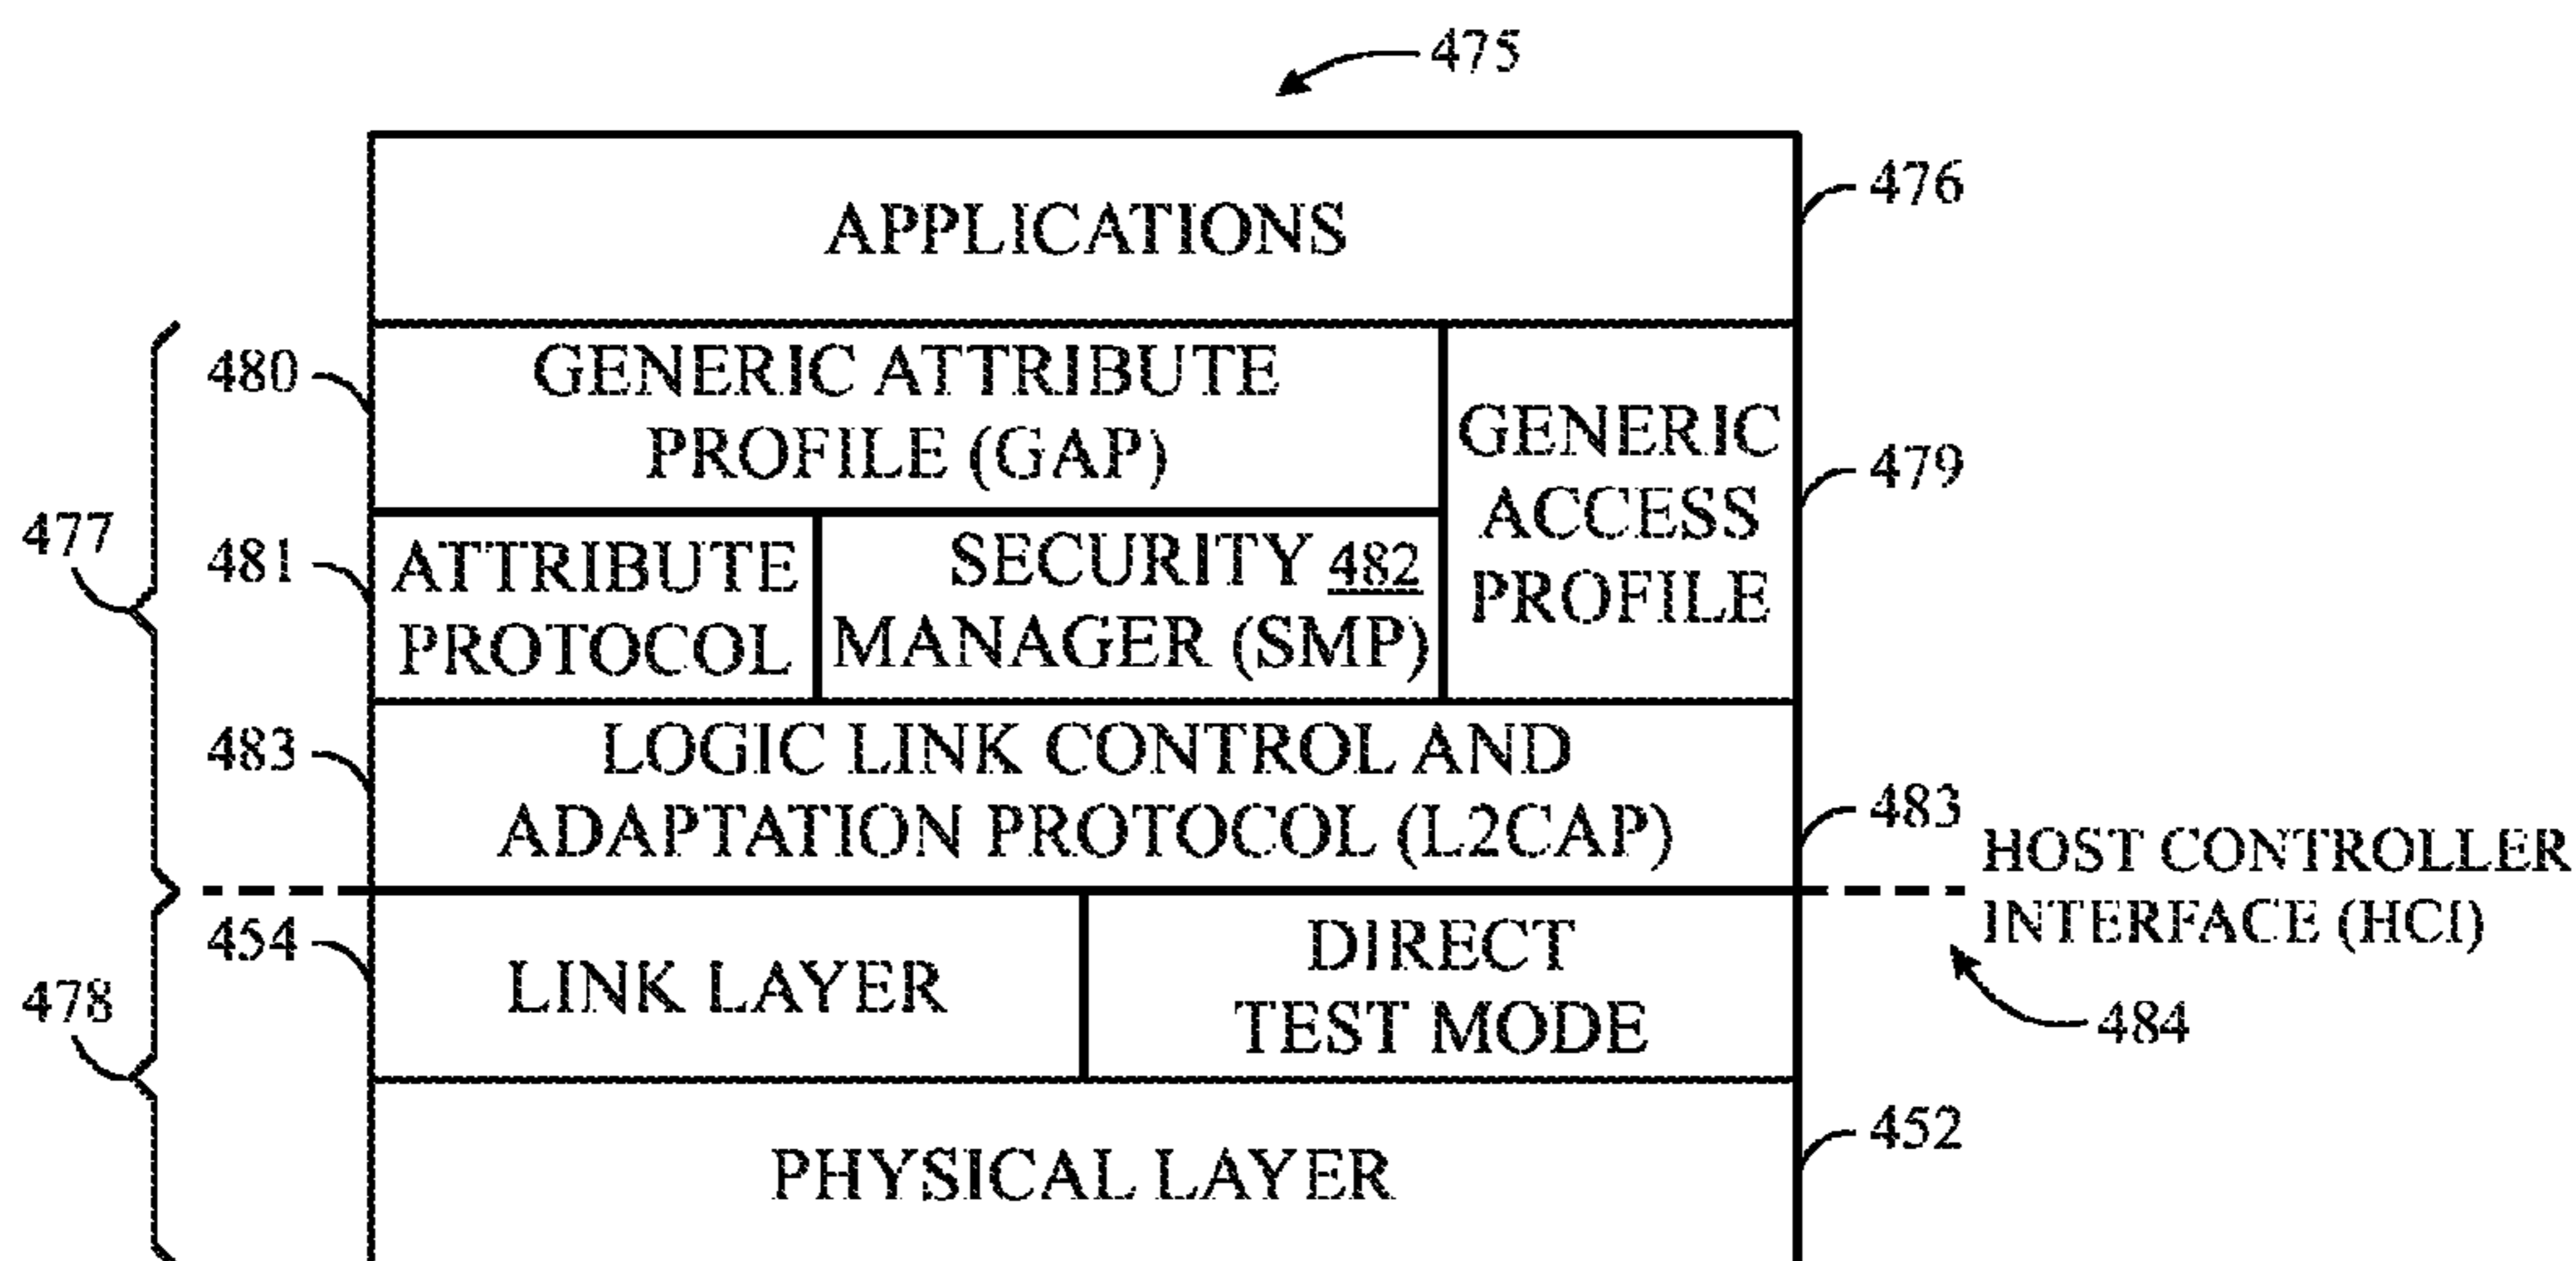 475
APPLICATIONS
476
480
GENERIC ATTRIBUTE
PROFILE (GAP)
GENERIC
ACCESS
PROFILE
479
477
481
ATTRIBUTE
PROTOCOL
SECURITY 482
MANAGER (SMP)
483
LOGIC LINK CONTROL AND
ADAPTATION PROTOCOL (L2CAP)
483
HOST CONTROLLER
INTERFACE (HCI)
484
454
LINK LAYER
DIRECT
TEST MODE
478
PHYSICAL LAYER
452